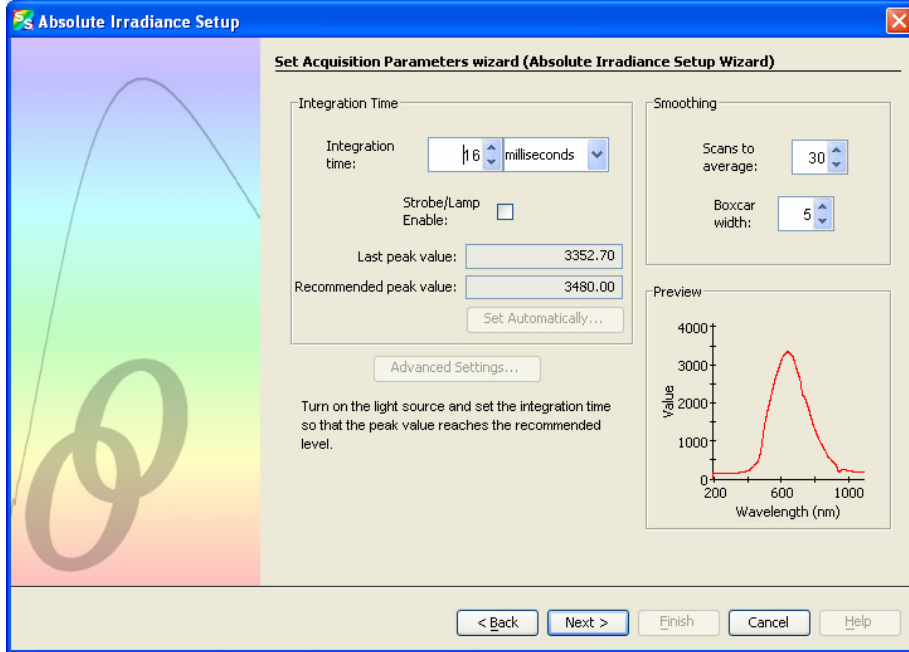 Absolute Irradiance Setup
Set Acquisition Parameters wizard (Absolute Irradiance Setup Wizard)
Integration Time
Integration time:
16 milliseconds
Strobe/Lamp Enable:
Last peak value: 3352.70
Recommended peak value: 3480.00
Set Automatically...
Advanced Settings...
Turn on the light source and set the integration time
so that the peak value reaches the recommended
level.
Smoothing
Scans to average: 30
Boxcar width: 5
Preview
4000
3000
2000
1000
0
Value
200 600 1000
Wavelength (nm)
< Back Next > Finish Cancel Help